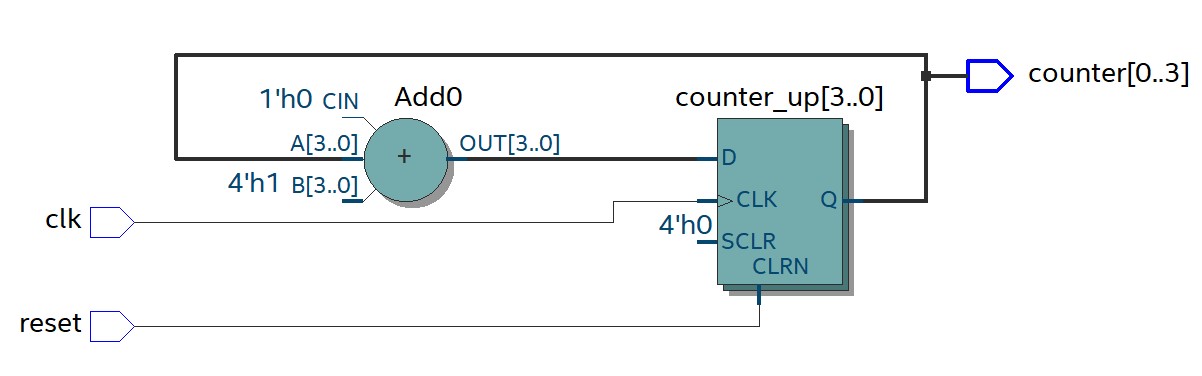 counter[0..3]
1'h0 CIN
Add0
counter_up[3..0]
A[3..0]
+
OUT[3..0]
D
4'h1 B[3..0]
clk
CLK
Q
4'h0
SCLR
CLRN
reset